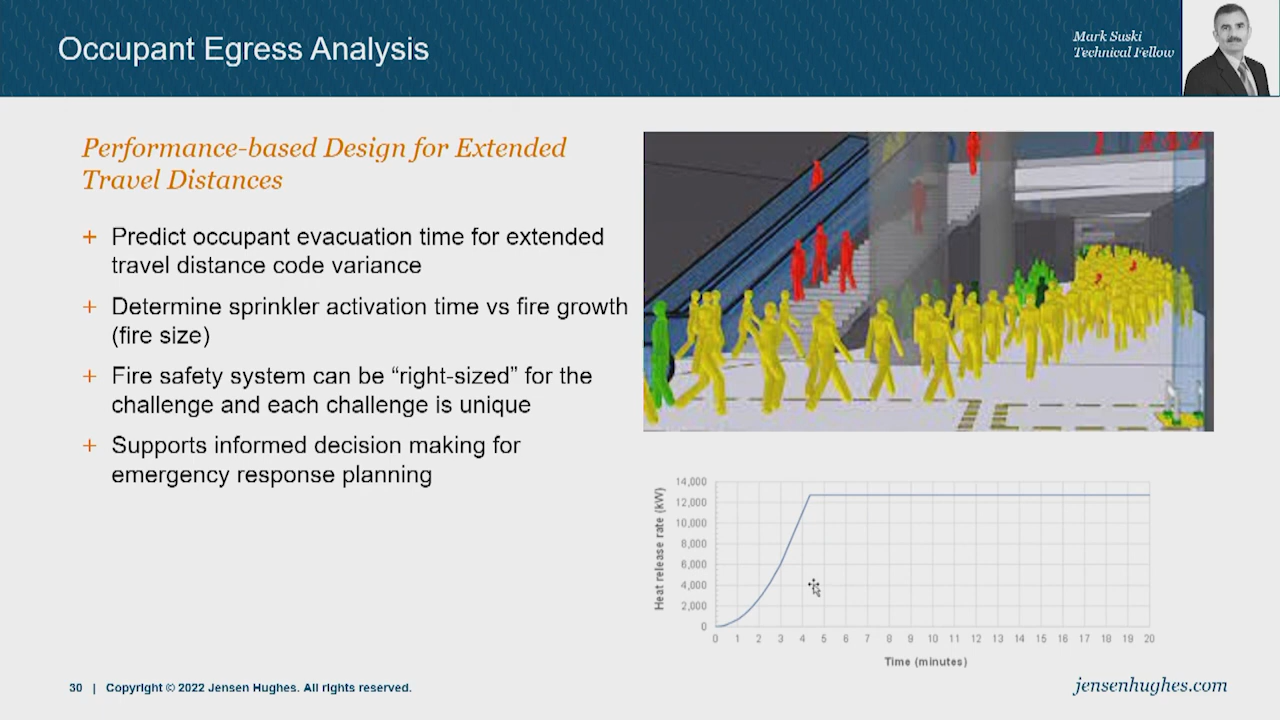 Occupant Egress Analysis
Mark Suski
Technical Fellow
Performance-based Design for Extended
Travel Distances
+ Predict occupant evacuation time for extended
travel distance code variance
+ Determine sprinkler activation time vs fire growth
(fire size)
+ Fire safety system can be “right-sized” for the
challenge and each challenge is unique
+ Supports informed decision making for
emergency response planning
Heat release rate (kW)
14,000
12,000
10,000
8,000
6,000
4,000
2,000
0
0 1 2 3 4 5 6 7 8 9 10 11 12 13 14 15 16 17 18 19 20
Time (minutes)
30 | Copyright © 2022 Jensen Hughes. All rights reserved.
jensenhughes.com